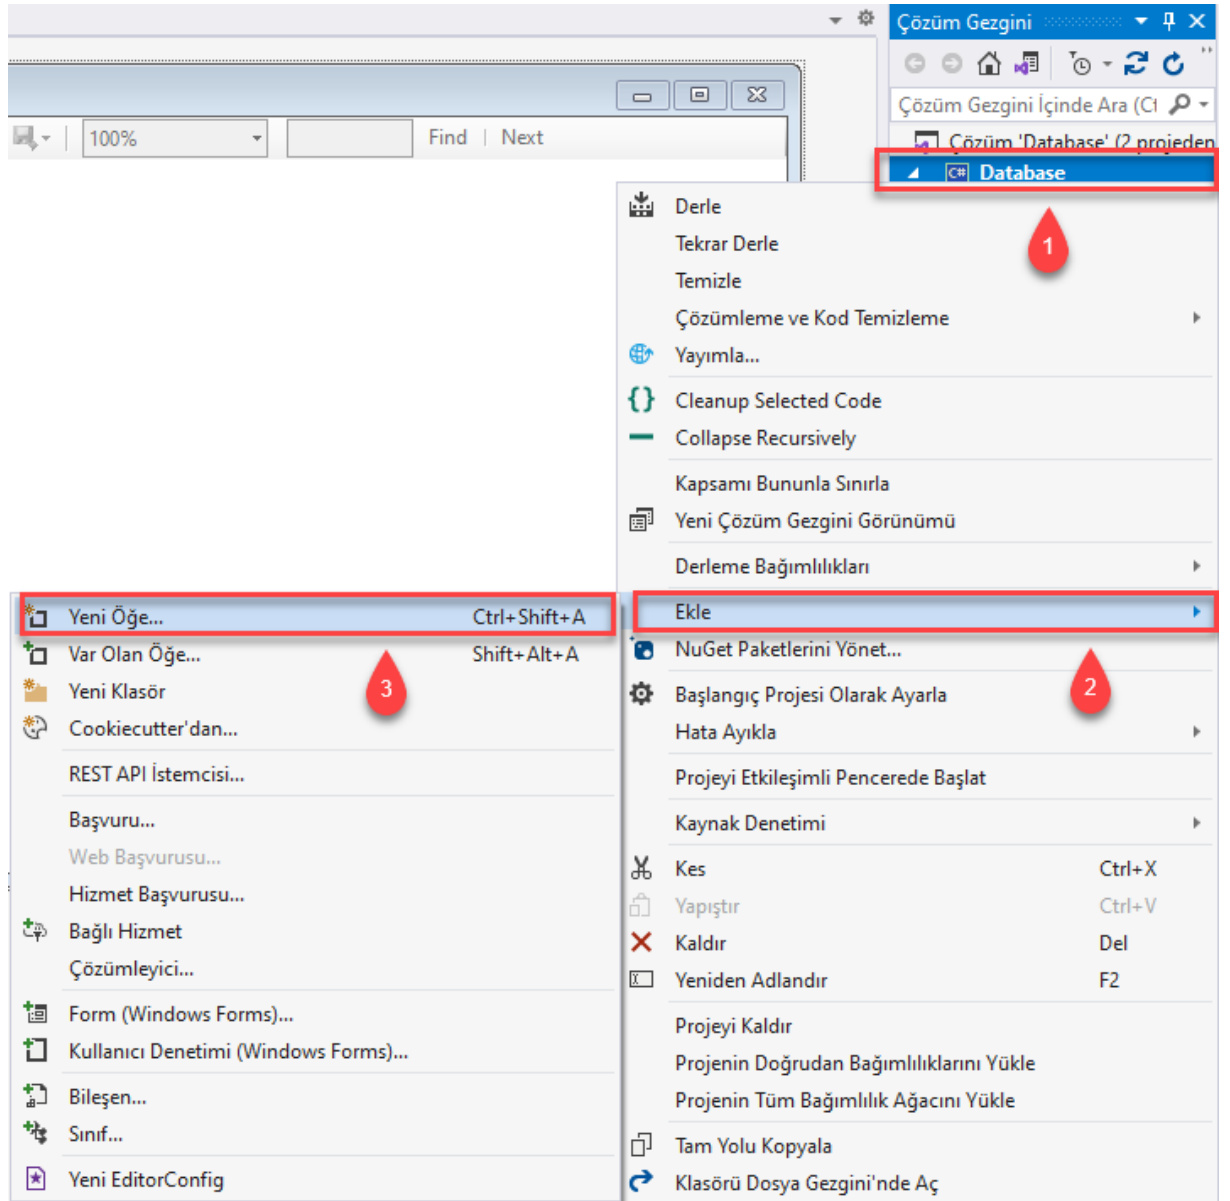 Çözüm Gezgini
Çözüm Gezgini İçinde Ara (Ct
100%
Find | Next
Çözüm 'Database' (2 projeden
C# Database
1
Derle
Tekrar Derle
Temizle
Çözümleme ve Kod Temizleme
Yayımla...
Cleanup Selected Code
Collapse Recursively
Kapsamı Bununla Sınırla
Yeni Çözüm Gezgini Görünümü
Derleme Bağımlılıkları
Ekle
2
NuGet Paketlerini Yönet...
Başlangıç Projesi Olarak Ayarla
Hata Ayıkla
Projeyi Etkileşimli Pencerede Başlat
Kaynak Denetimi
Kes Ctrl+X
Yapıştır Ctrl+V
Kaldır Del
Yeniden Adlandır F2
Projeyi Kaldır
Projenin Doğrudan Bağımlılıklarını Yükle
Projenin Tüm Bağımlılık Ağacını Yükle
Tam Yolu Kopyala
Klasörü Dosya Gezgini'nde Aç
Yeni Öğe... Ctrl+Shift+A
3
Var Olan Öğe... Shift+Alt+A
Yeni Klasör
Cookiecutter'dan...
REST API İstemcisi...
Başvuru...
Web Başvurusu...
Hizmet Başvurusu...
Bağlı Hizmet
Çözümleyici...
Form (Windows Forms)...
Kullanıcı Denetimi (Windows Forms)...
Bileşen...
Sınıf...
Yeni EditorConfig